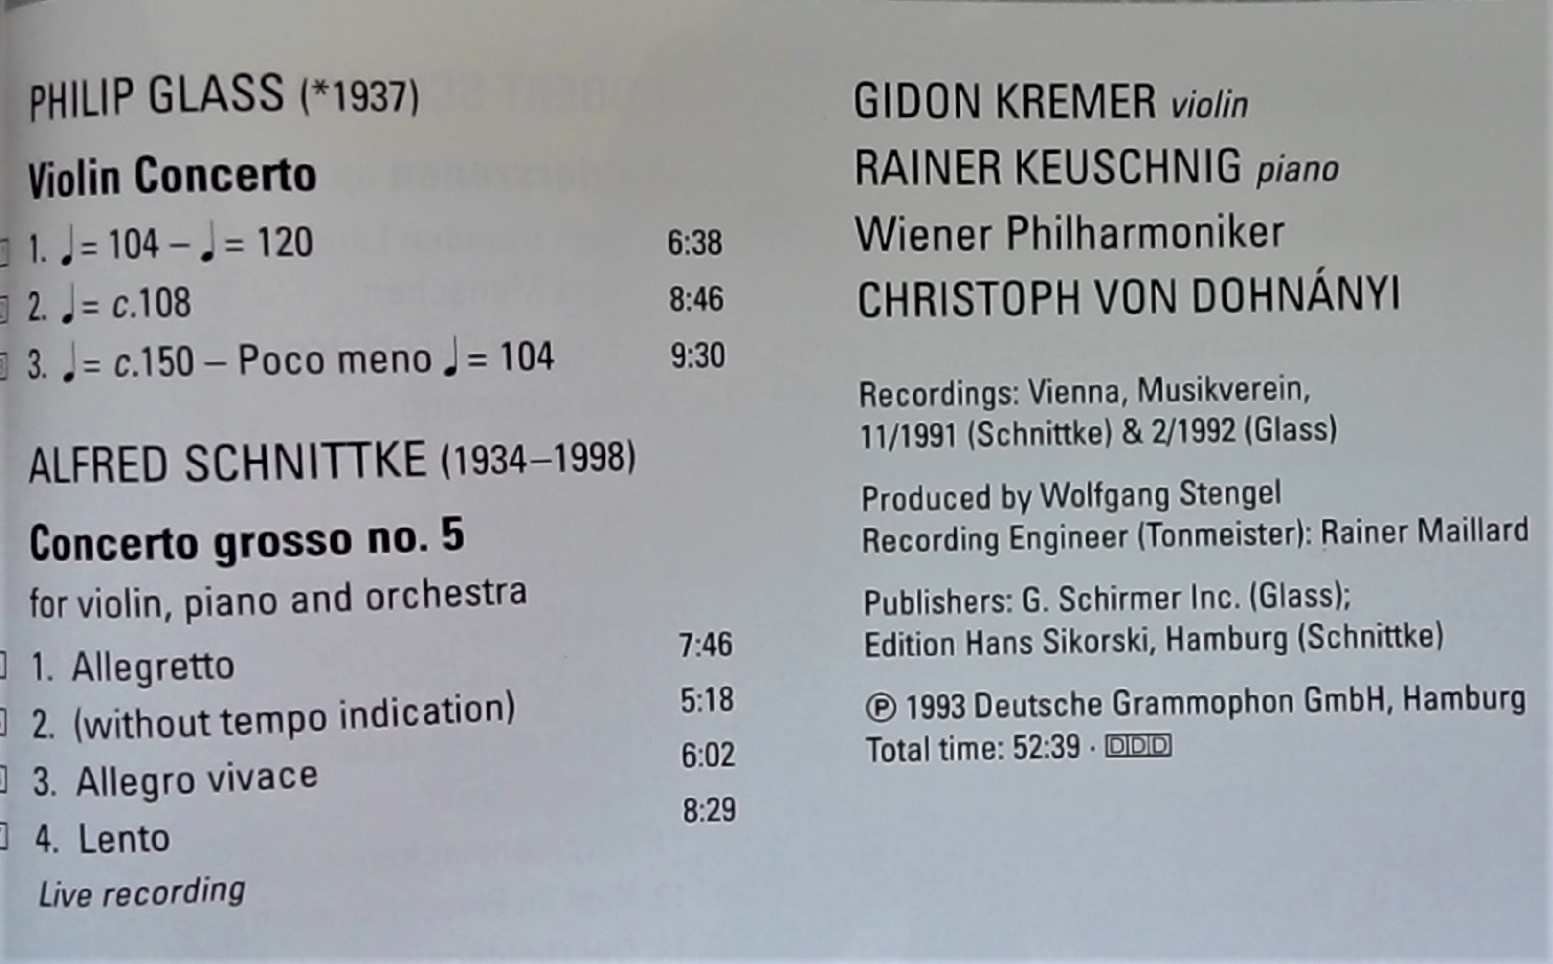 PHILIP GLASS (*1937)
Violin Concerto
1. ♩= 104 – ♩= 120 6:38
2. ♩= c.108 8:46
3. ♩= c.150 – Poco meno ♩= 104 9:30
ALFRED SCHNITTKE (1934–1998)
Concerto grosso no. 5
for violin, piano and orchestra
1. Allegretto 7:46
2. (without tempo indication) 5:18
3. Allegro vivace 6:02
4. Lento 8:29
Live recording
GIDON KREMER violin
RAINER KEUSCHNIG piano
Wiener Philharmoniker
CHRISTOPH VON DOHNÁNYI
Recordings: Vienna, Musikverein,
11/1991 (Schnittke) & 2/1992 (Glass)
Produced by Wolfgang Stengel
Recording Engineer (Tonmeister): Rainer Maillard
Publishers: G. Schirmer Inc. (Glass);
Edition Hans Sikorski, Hamburg (Schnittke)
℗ 1993 Deutsche Grammophon GmbH, Hamburg
Total time: 52:39 · DDD